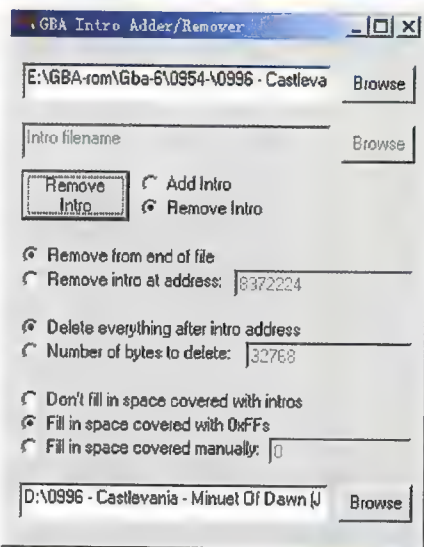 GBA Intro Adder/Remover
E:\GBA-rom\Gba-6\0954-\0996 - Castleva
Browse
Intro filename
Browse
Remove Intro
Add Intro
Remove Intro
Remove from end of file
Remove intro at address: 8372224
Delete everything after intro address
Number of bytes to delete: 32768
Don't fill in space covered with intros
Fill in space covered with 0xFFs
Fill in space covered manually: 0
D:\0996 - Castlevania - Minuet Of Dawn (J
Browse